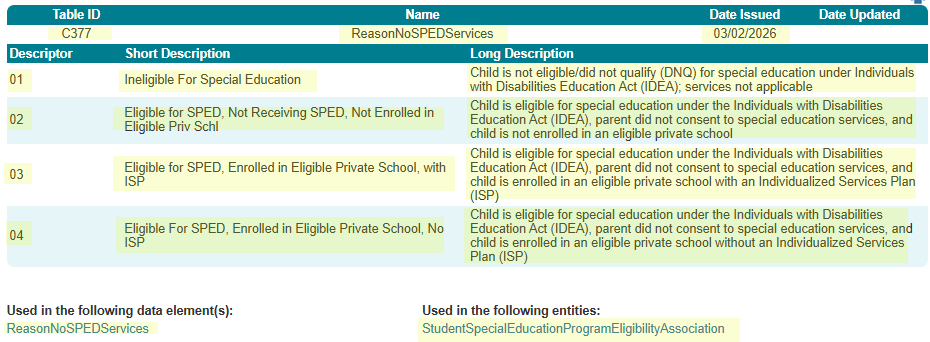 Table ID Name Date Issued Date Updated
C377 ReasonNoSPEDServices 03/02/2026
Descriptor Short Description Long Description
01 Ineligible For Special Education Child is not eligible/did not qualify (DNQ) for special education under Individuals
with Disabilities Education Act (IDEA); services not applicable
02 Eligible for SPED, Not Receiving SPED, Not Enrolled in
Eligible Priv Schl
Child is eligible for special education under the Individuals with Disabilities
Education Act (IDEA), parent did not consent to special education services, and
child is not enrolled in an eligible private school
03 Eligible for SPED, Enrolled in Eligible Private School, with
ISP
Child is eligible for special education under the Individuals with Disabilities
Education Act (IDEA), parent did not consent to special education services, and
child is enrolled in an eligible private school with an Individualized Services Plan
(ISP)
04 Eligible For SPED, Enrolled in Eligible Private School, No
ISP
Child is eligible for special education under the Individuals with Disabilities
Education Act (IDEA), parent did not consent to special education services, and
child is enrolled in an eligible private school without an Individualized Services
Plan (ISP)
Used in the following data element(s):
ReasonNoSPEDServices
Used in the following entities:
StudentSpecialEducationProgramEligibilityAssociation